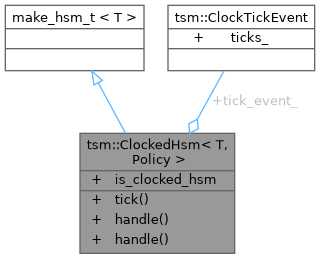 make_hsm_t < T >
tsm::ClockTickEvent
+ ticks_
+tick_event_
tsm::ClockedHsm< T,
Policy >
+ is_clocked_hsm
+ tick()
+ handle()
+ handle()